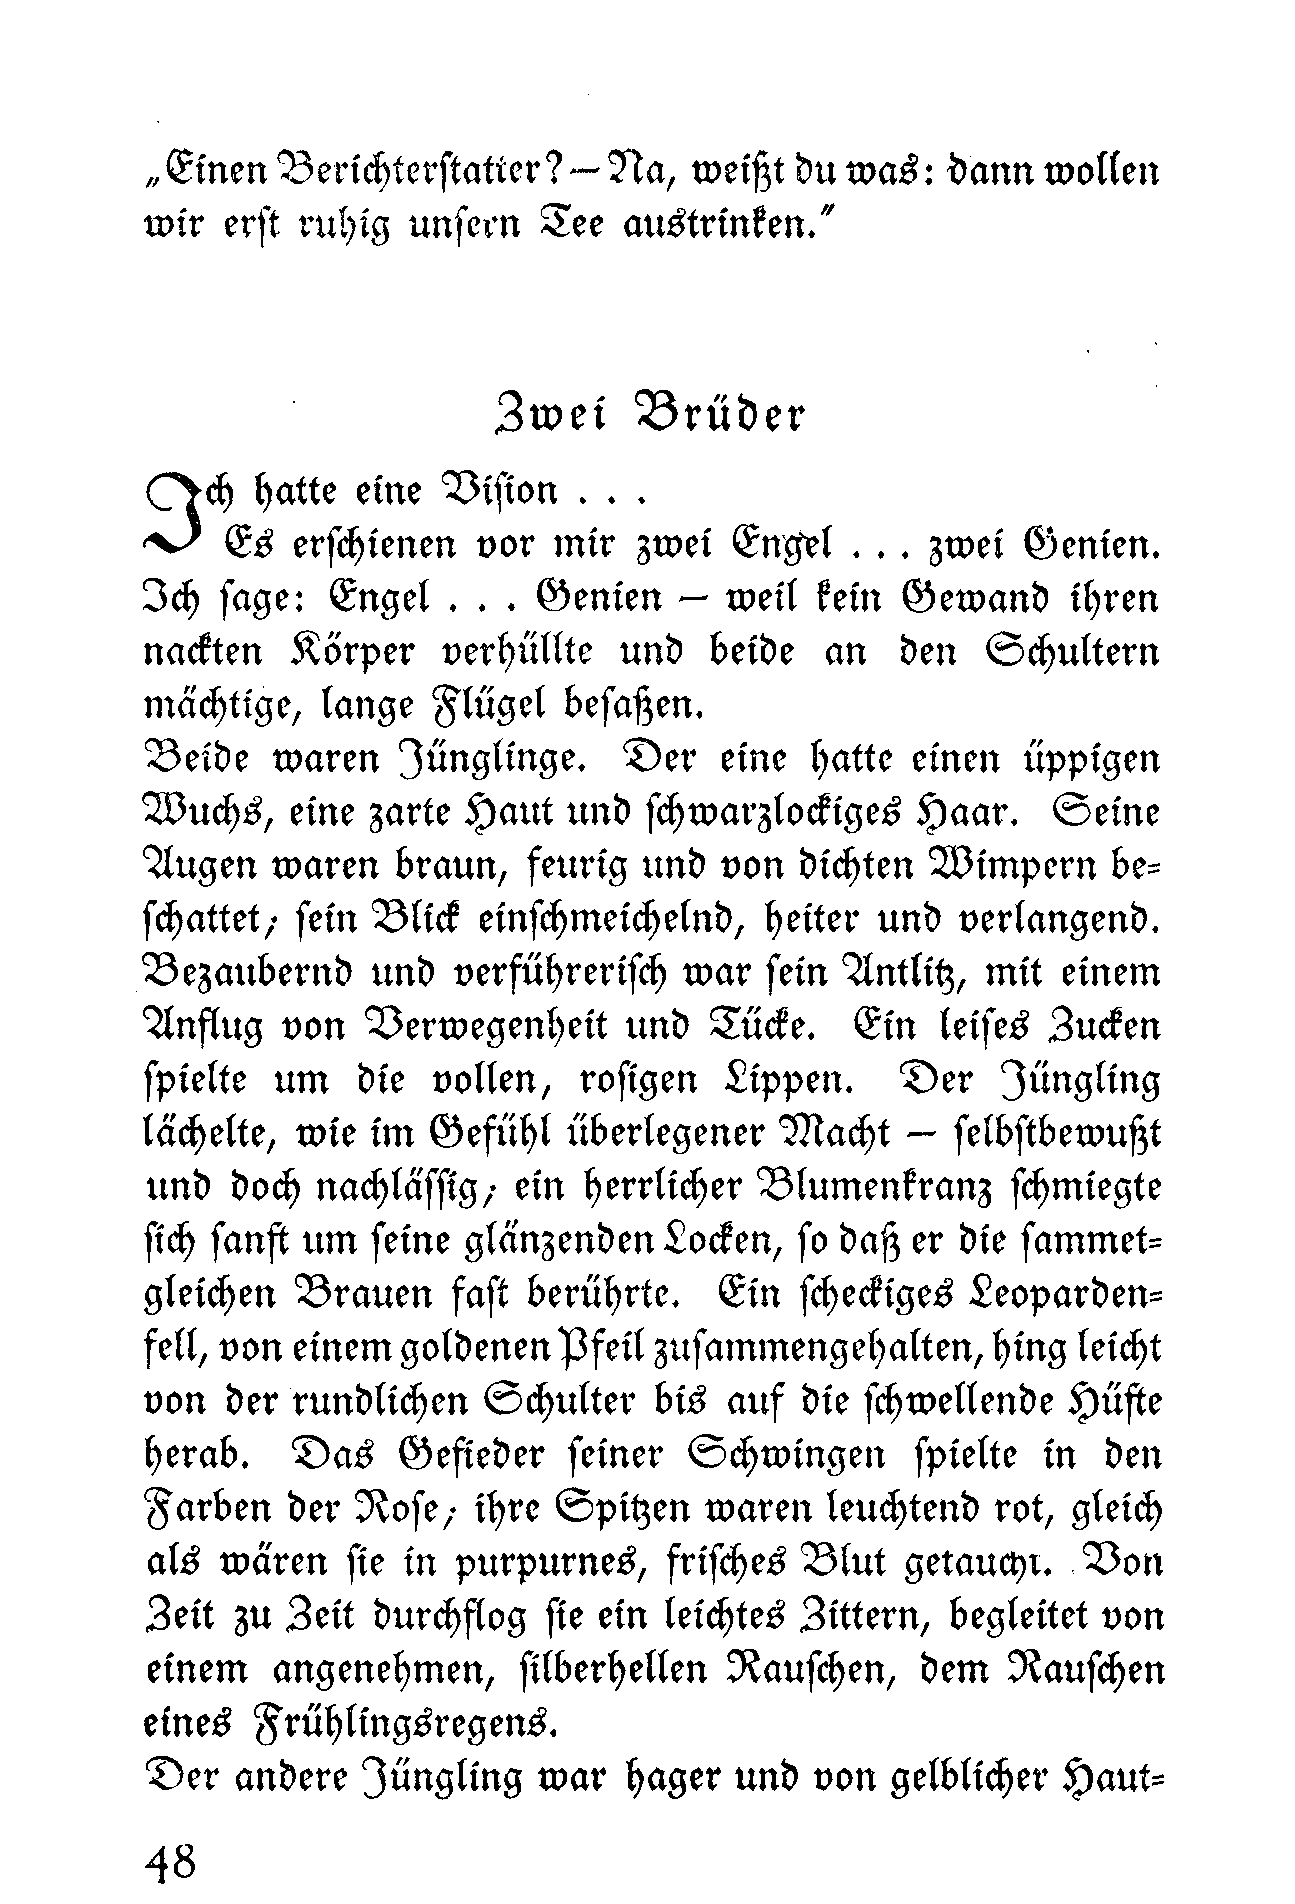 „Einen Berichterstatter? — Na, weißt du was: dann wollen
wir erst ruhig unsern Tee austrinken."
Zwei Brüder
Ich hatte eine Vision . . .
Es erschienen vor mir zwei Engel . . . zwei Genien.
Ich sage: Engel . . . Genien — weil kein Gewand ihren
nackten Körper verhüllte und beide an den Schultern
mächtige, lange Flügel besaßen.
Beide waren Jünglinge. Der eine hatte einen üppigen
Wuchs, eine zarte Haut und schwarzlockiges Haar. Seine
Augen waren braun, feurig und von dichten Wimpern be-
schattet; sein Blick einschmeichelnd, heiter und verlangend.
Bezaubernd und verführerisch war sein Antlitz, mit einem
Anflug von Verwegenheit und Tücke. Ein leises Zucken
spielte um die vollen, rosigen Lippen. Der Jüngling
lächelte, wie im Gefühl überlegener Macht — selbstbewußt
und doch nachlässig; ein herrlicher Blumenkranz schmiegte
sich sanft um seine glänzenden Locken, so daß er die sammet-
gleichen Brauen fast berührte. Ein scheckiges Leoparden-
fell, von einem goldenen Pfeil zusammengehalten, hing leicht
von der rundlichen Schulter bis auf die schwellende Hüfte
herab. Das Gefieder seiner Schwingen spielte in den
Farben der Rose; ihre Spitzen waren leuchtend rot, gleich
als wären sie in purpurnes, frisches Blut getaucht. Von
Zeit zu Zeit durchflog sie ein leichtes Zittern, begleitet von
einem angenehmen, silberhellen Rauschen, dem Rauschen
eines Frühlingsregens.
Der andere Jüngling war hager und von gelblicher Haut-
48